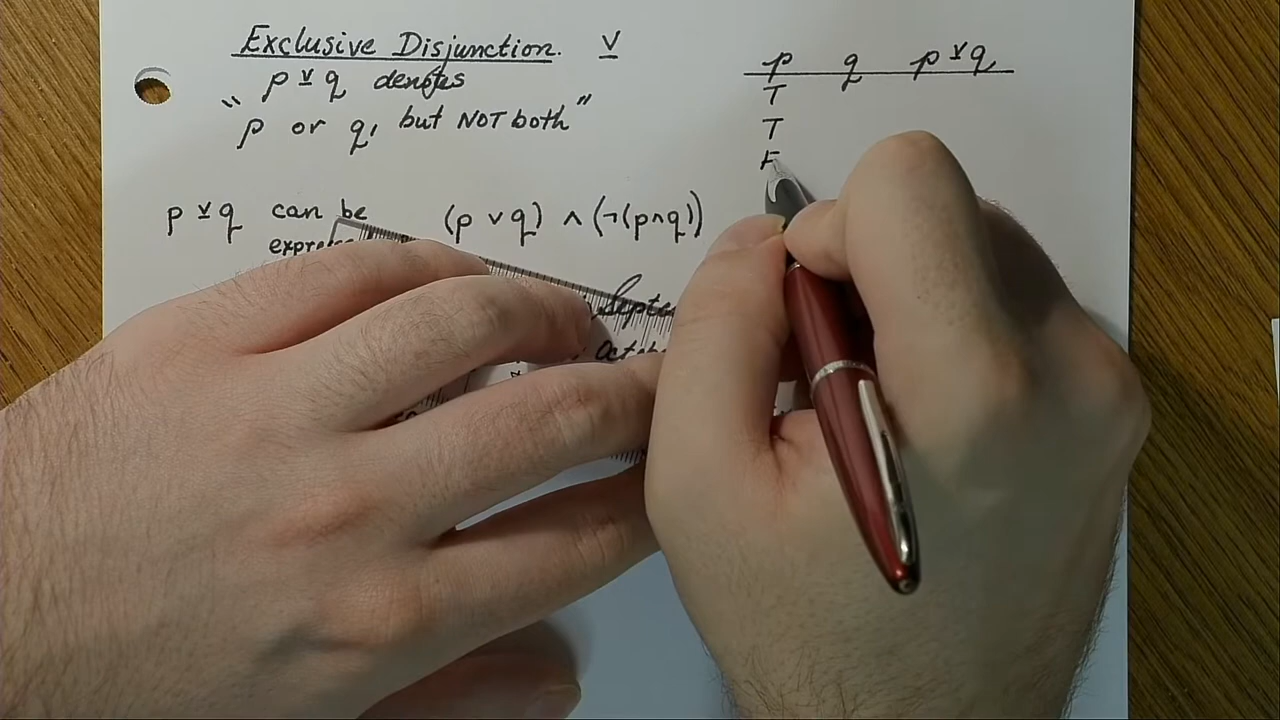 Exclusive Disjunction. ⊻
p ⊻ q denotes
"p or q, but NOT both"
p ⊻ q can be (p ∨ q) ∧ (¬(p∧q))
p q p⊻q
T
T
F